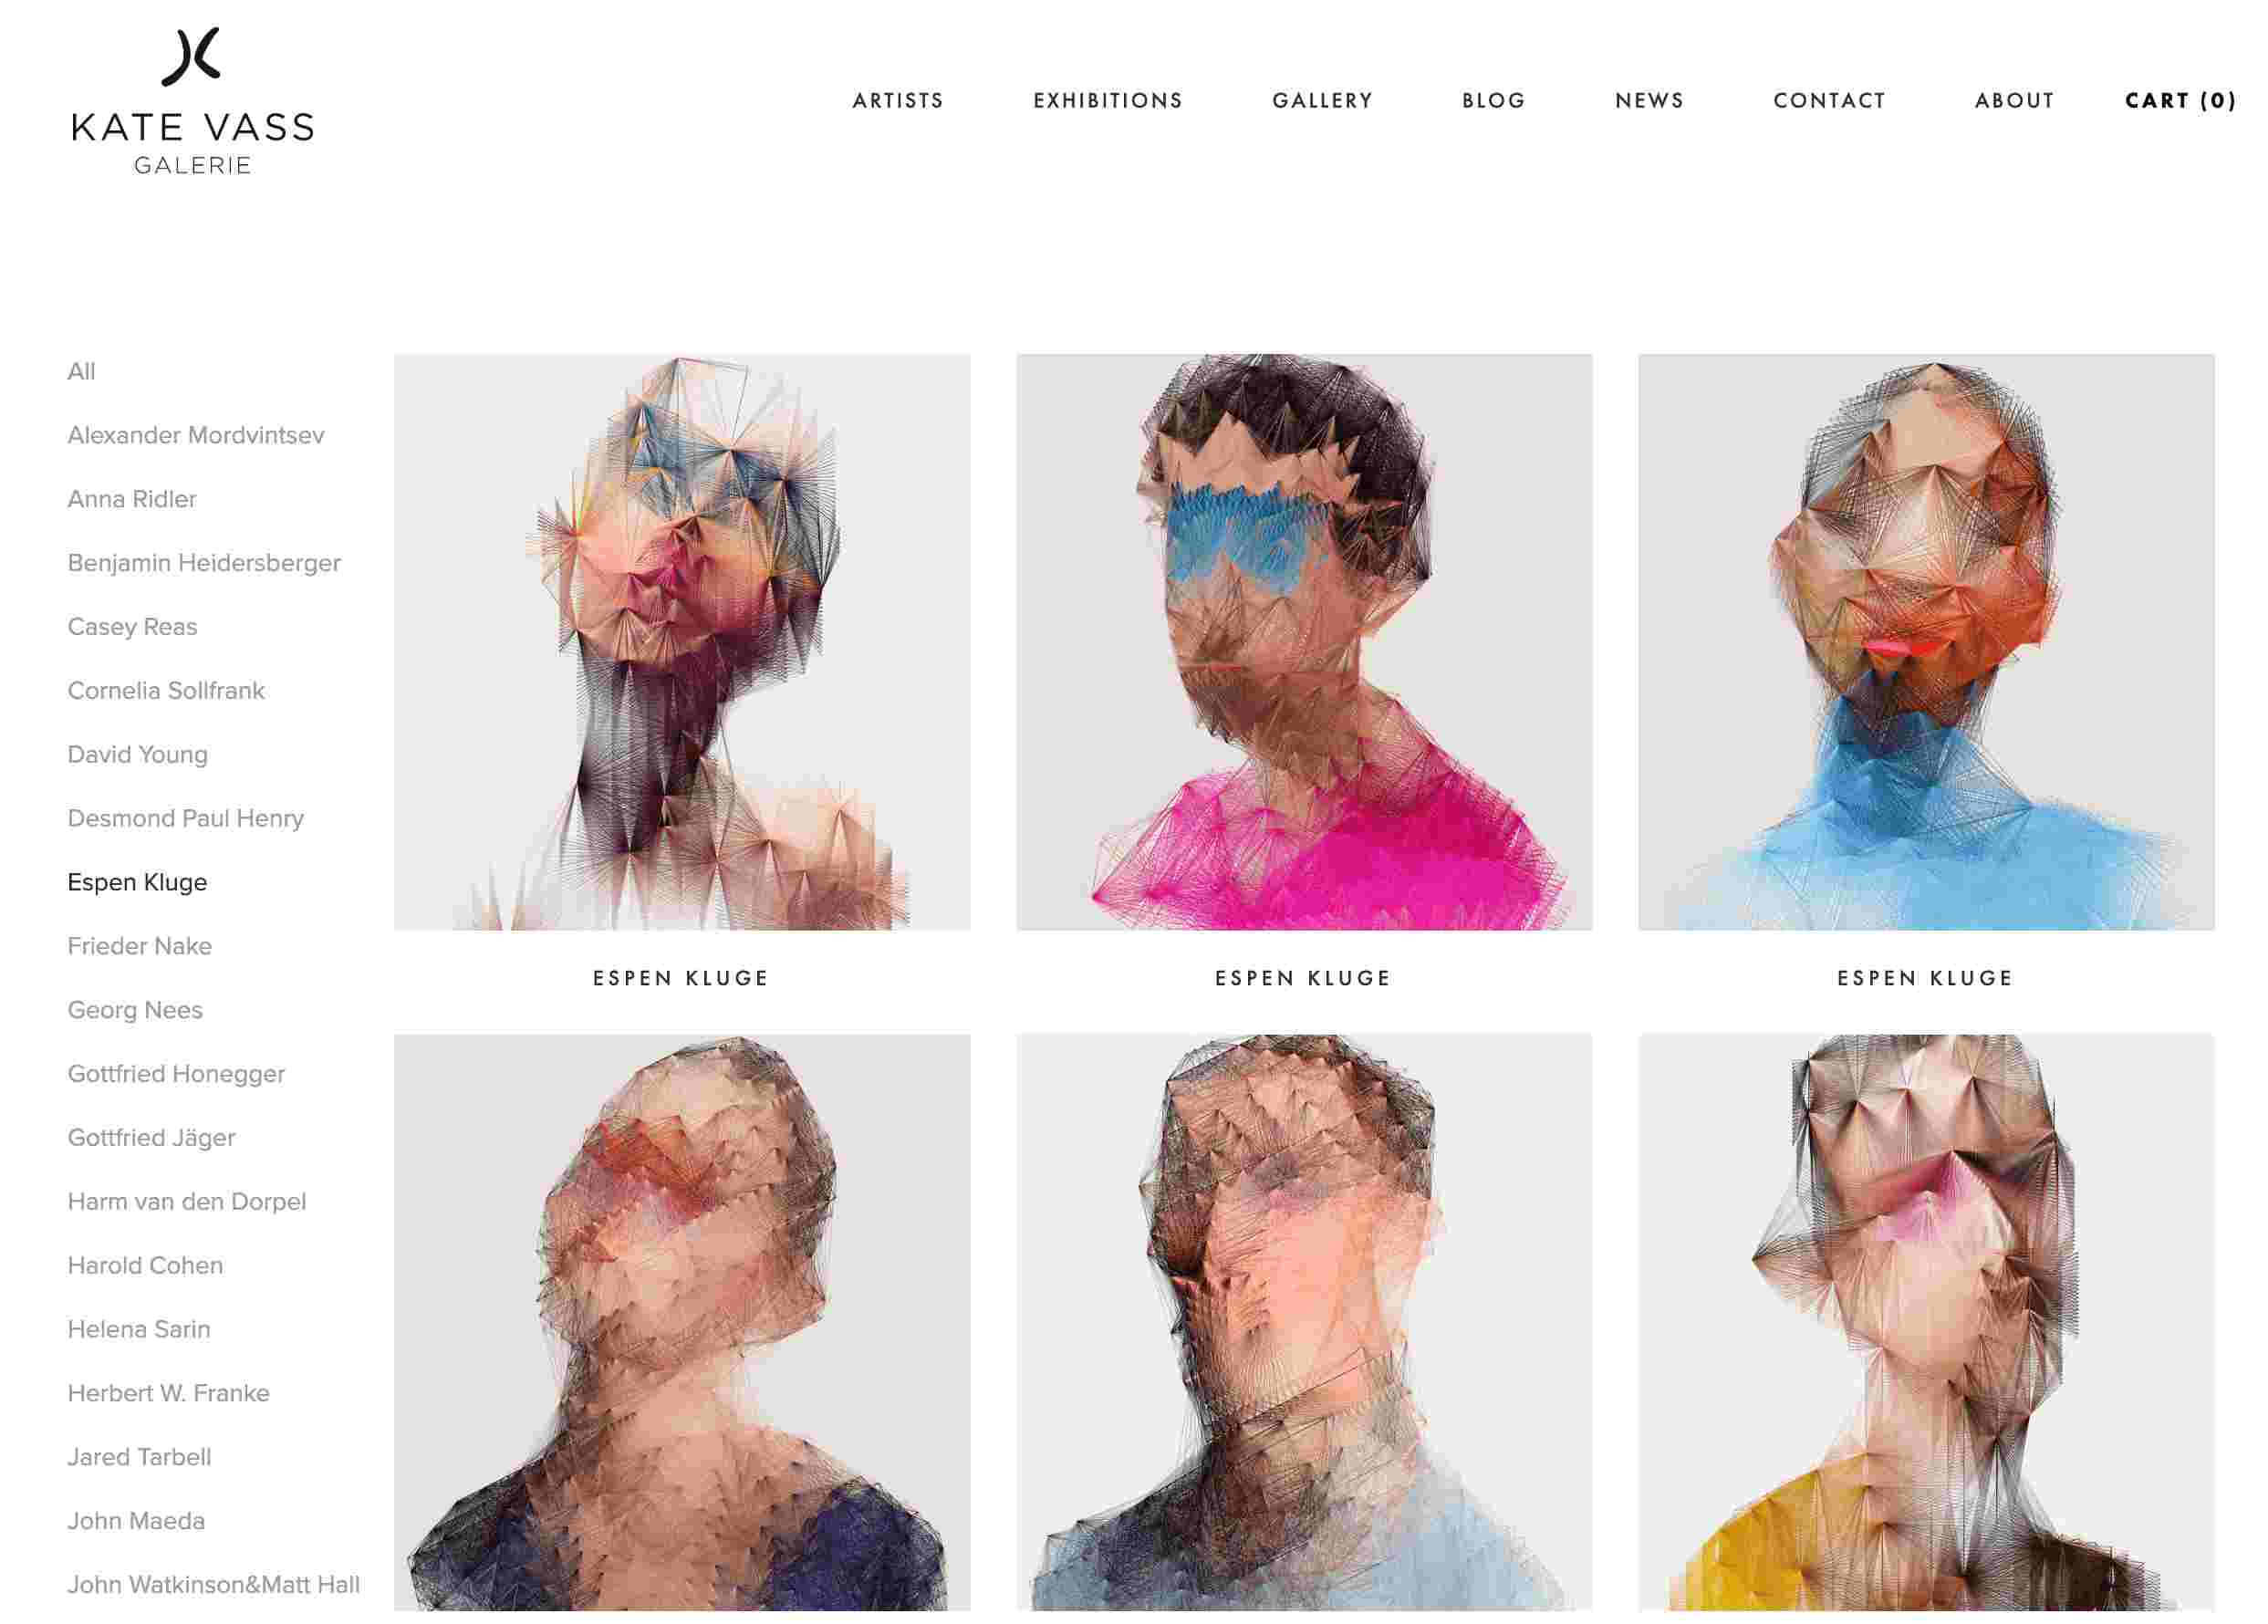 KATE VASS
GALERIE
ARTISTS
EXHIBITIONS
GALLERY
BLOG
NEWS
CONTACT
ABOUT
CART (0)
All
Alexander Mordvintsev
Anna Ridler
Benjamin Heidersberger
Casey Reas
Cornelia Sollfrank
David Young
Desmond Paul Henry
Espen Kluge
Frieder Nake
Georg Nees
Gottfried Honegger
Gottfried Jäger
Harm van den Dorpel
Harold Cohen
Helena Sarin
Herbert W. Franke
Jared Tarbell
John Maeda
John Watkinson&Matt Hall
ESPEN KLUGE
ESPEN KLUGE
ESPEN KLUGE